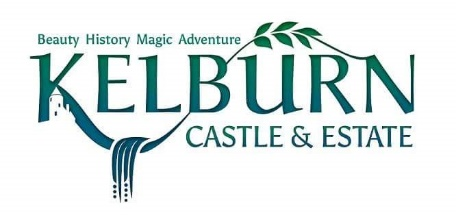 Beauty History Magic Adventure
KELBURN
CASTLE & ESTATE